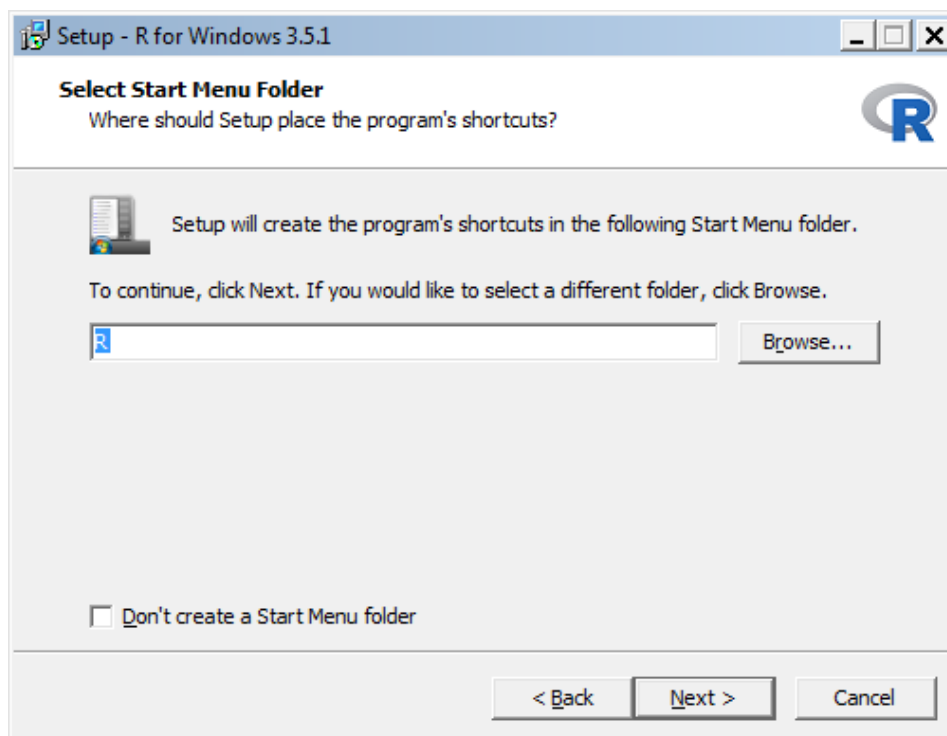 Setup - R for Windows 3.5.1
Select Start Menu Folder
Where should Setup place the program's shortcuts?
R
Setup will create the program's shortcuts in the following Start Menu folder.
To continue, click Next. If you would like to select a different folder, click Browse.
R
Browse...
Don't create a Start Menu folder
< Back
Next >
Cancel